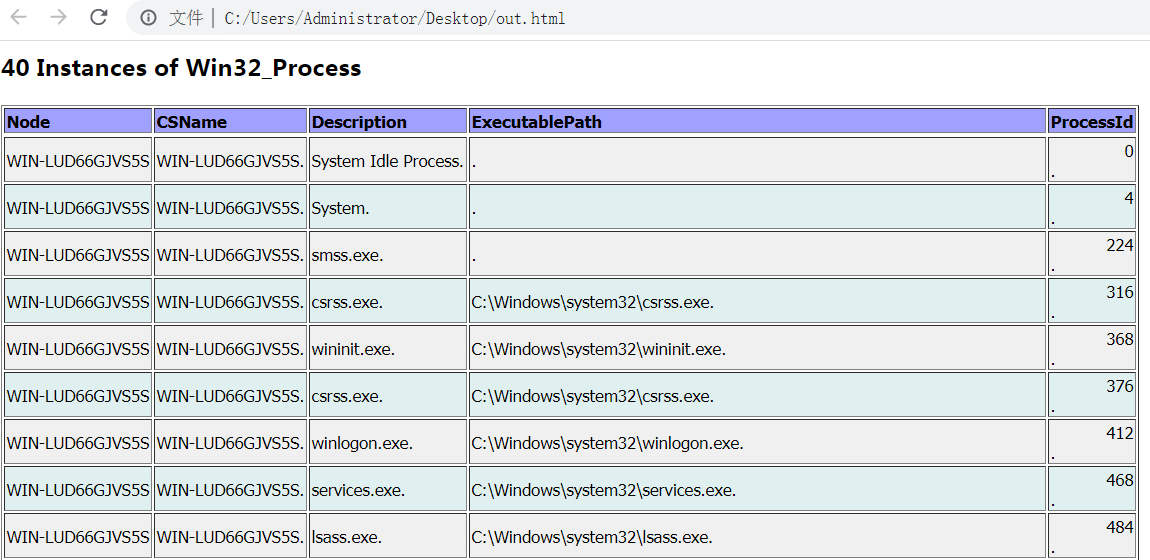 文件 | C:/Users/Administrator/Desktop/out.html
40 Instances of Win32_Process
Node CSName Description ExecutablePath ProcessId
WIN-LUD66GJVS5S WIN-LUD66GJVS5S. System Idle Process. . 0
.
WIN-LUD66GJVS5S WIN-LUD66GJVS5S. System. . 4
.
WIN-LUD66GJVS5S WIN-LUD66GJVS5S. smss.exe. . 224
.
WIN-LUD66GJVS5S WIN-LUD66GJVS5S. csrss.exe. C:\Windows\system32\csrss.exe. 316
.
WIN-LUD66GJVS5S WIN-LUD66GJVS5S. wininit.exe. C:\Windows\system32\wininit.exe. 368
.
WIN-LUD66GJVS5S WIN-LUD66GJVS5S. csrss.exe. C:\Windows\system32\csrss.exe. 376
.
WIN-LUD66GJVS5S WIN-LUD66GJVS5S. winlogon.exe. C:\Windows\system32\winlogon.exe. 412
.
WIN-LUD66GJVS5S WIN-LUD66GJVS5S. services.exe. C:\Windows\system32\services.exe. 468
.
WIN-LUD66GJVS5S WIN-LUD66GJVS5S. lsass.exe. C:\Windows\system32\lsass.exe. 484
.